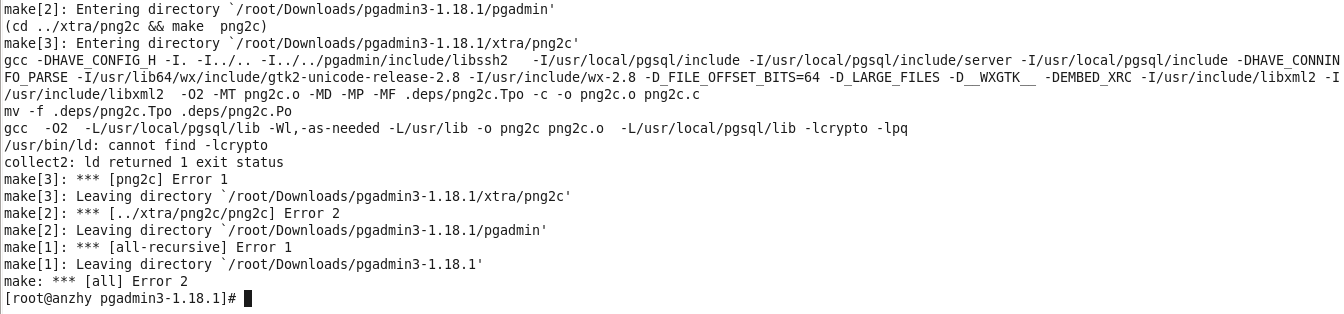 make[2]: Entering directory `/root/Downloads/pgadmin3-1.18.1/pgadmin'
(cd ../xtra/png2c && make  png2c)
make[3]: Entering directory `/root/Downloads/pgadmin3-1.18.1/xtra/png2c'
gcc -DHAVE_CONFIG_H -I. -I../.. -I../../pgadmin/include/libssh2   -I/usr/local/pgsql/include -I/usr/local/pgsql/include/server -I/usr/local/pgsql/include -DHAVE_CONNIN
FO_PARSE -I/usr/lib64/wx/include/gtk2-unicode-release-2.8 -I/usr/include/wx-2.8 -D_FILE_OFFSET_BITS=64 -D_LARGE_FILES -D__WXGTK__ -DEMBED_XRC -I/usr/include/libxml2 -I
/usr/include/libxml2  -O2 -MT png2c.o -MD -MP -MF .deps/png2c.Tpo -c -o png2c.o png2c.c
mv -f .deps/png2c.Tpo .deps/png2c.Po
gcc  -O2  -L/usr/local/pgsql/lib -Wl,-as-needed -L/usr/lib -o png2c png2c.o  -L/usr/local/pgsql/lib -lcrypto -lpq
/usr/bin/ld: cannot find -lcrypto
collect2: ld returned 1 exit status
make[3]: *** [png2c] Error 1
make[3]: Leaving directory `/root/Downloads/pgadmin3-1.18.1/xtra/png2c'
make[2]: *** [../xtra/png2c/png2c] Error 2
make[2]: Leaving directory `/root/Downloads/pgadmin3-1.18.1/pgadmin'
make[1]: *** [all-recursive] Error 1
make[1]: Leaving directory `/root/Downloads/pgadmin3-1.18.1'
make: *** [all] Error 2
[root@anzhy pgadmin3-1.18.1]#